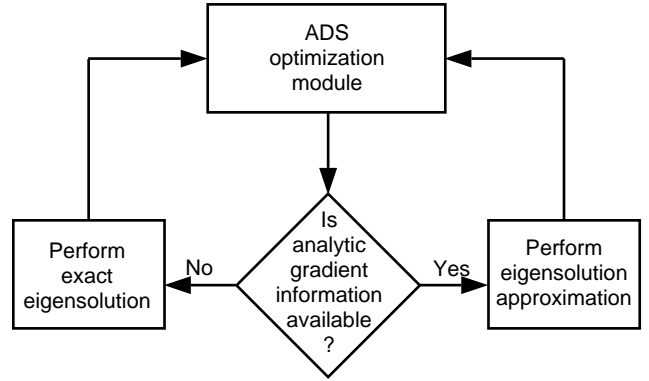 ADS
optimization
module
Is
analytic
gradient
information
available
?
No
Yes
Perform
exact
eigensolution
Perform
eigensolution
approximation